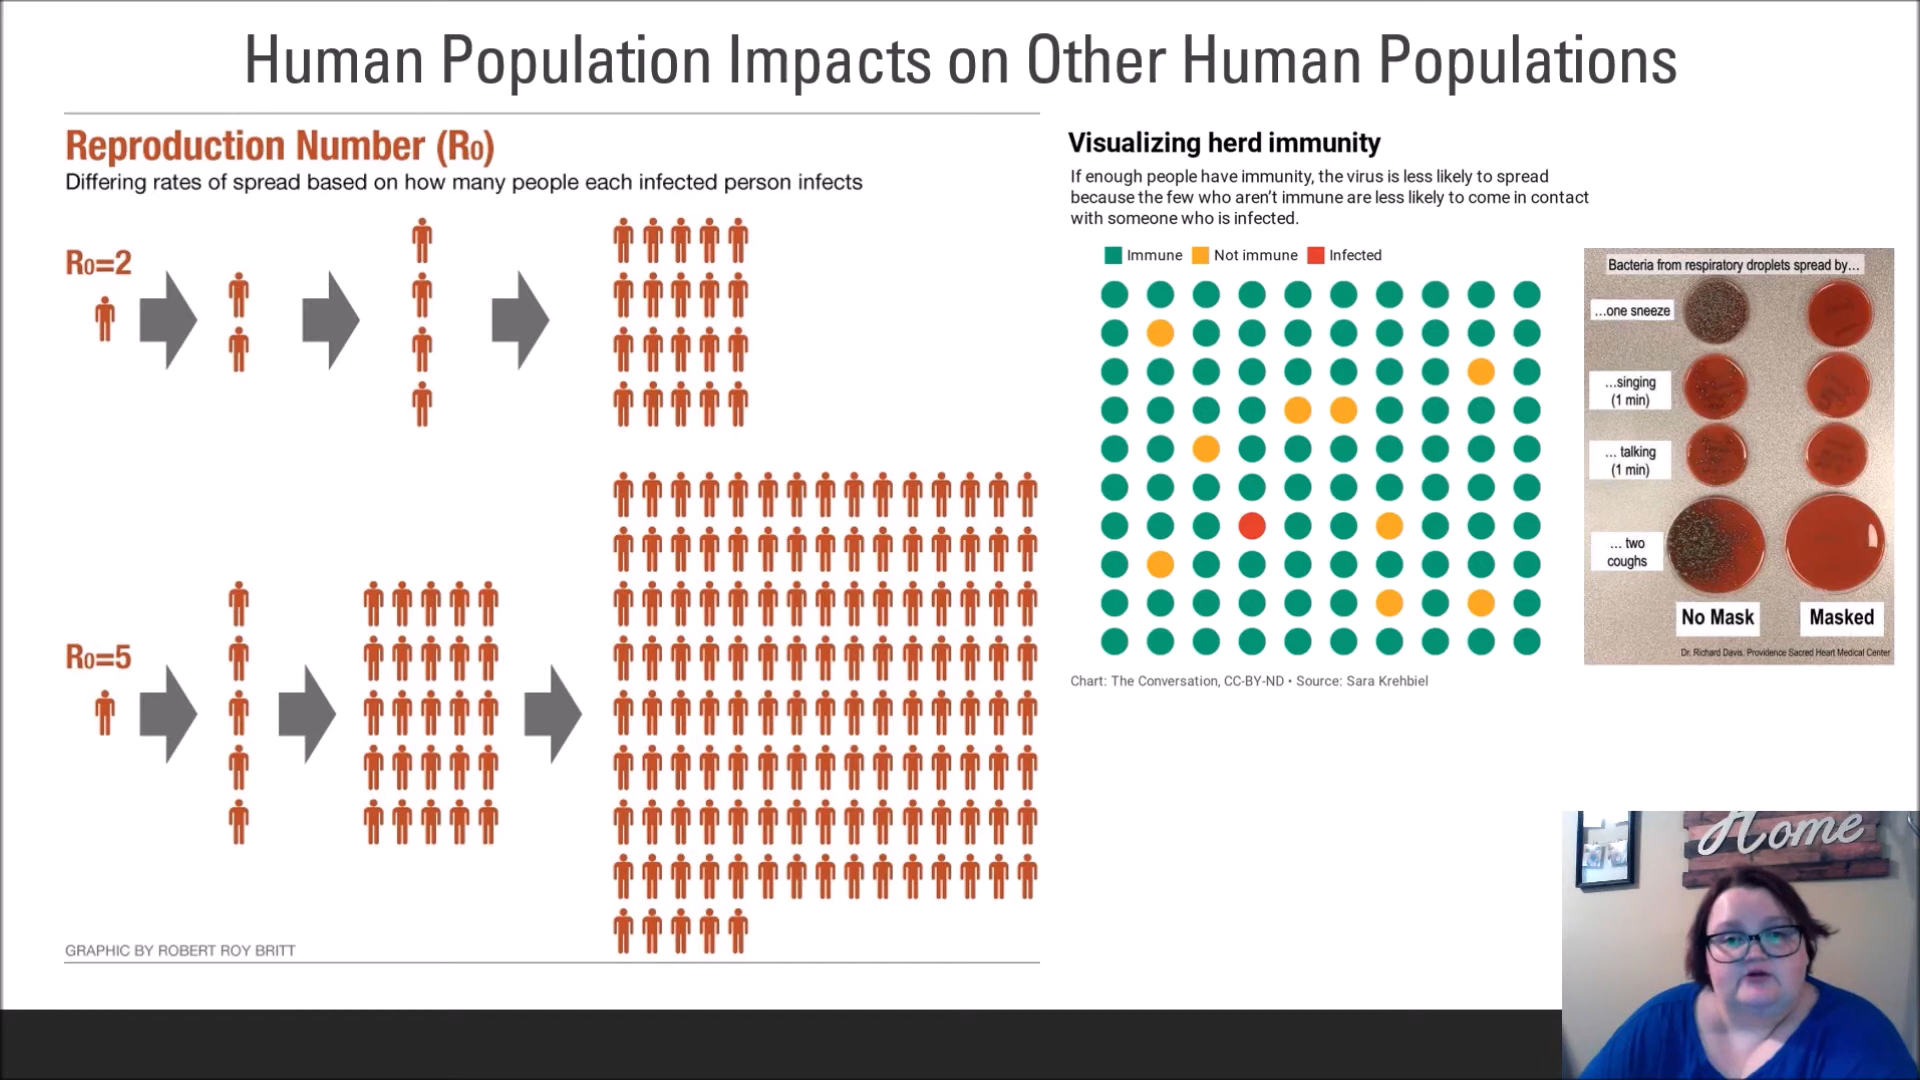 Human Population Impacts on Other Human Populations
Reproduction Number (R0)
Differing rates of spread based on how many people each infected person infects
R0=2
R0=5
GRAPHIC BY ROBERT ROY BRITT
Visualizing herd immunity
If enough people have immunity, the virus is less likely to spread
because the few who aren't immune are less likely to come in contact
with someone who is infected.
Immune Not immune Infected
Chart: The Conversation, CC-BY-ND • Source: Sara Krehbiel
Bacteria from respiratory droplets spread by...
...one sneeze
...singing
(1 min)
... talking
(1 min)
... two
coughs
No Mask Masked
Dr. Richard Davis, Providence Sacred Heart Medical Center
Home